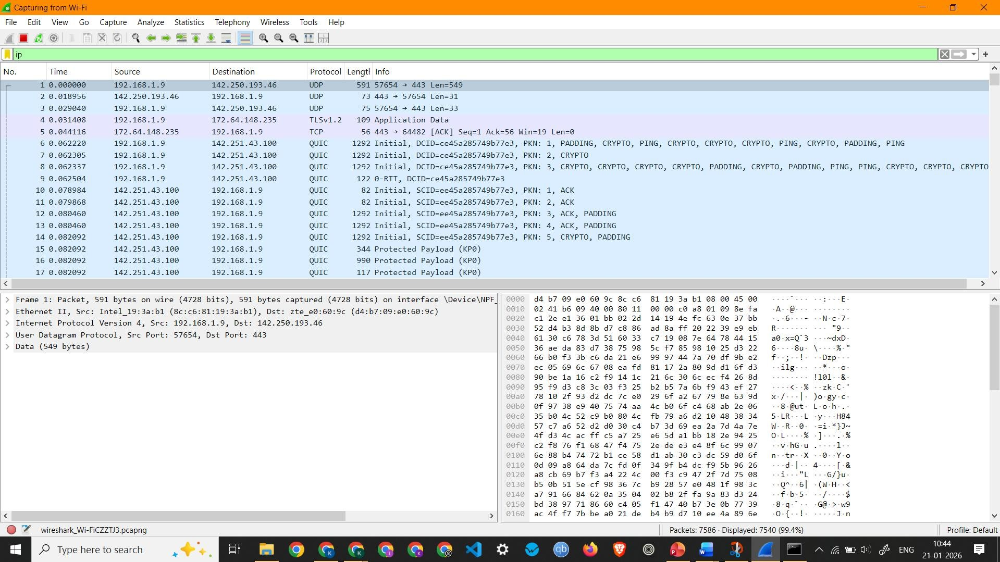 Capturing from Wi-Fi
File Edit View Go Capture Analyze Statistics Telephony Wireless Tools Help
ip
No. Time Source Destination Protocol Length Info
1 0.000000 192.168.1.9 142.250.193.46 UDP 591 57654 → 443 Len=549
2 0.018956 142.250.193.46 192.168.1.9 UDP 73 443 → 57654 Len=31
3 0.029040 192.168.1.9 142.250.193.46 UDP 75 57654 → 443 Len=33
4 0.031408 192.168.1.9 172.64.148.235 TLSv1.2 109 Application Data
5 0.044116 172.64.148.235 192.168.1.9 TCP 56 443 → 64482 [ACK] Seq=1 Ack=56 Win=19 Len=0
6 0.062220 192.168.1.9 142.251.43.100 QUIC 1292 Initial, DCID=ce45a285749b77e3, PKN: 1, PADDING, CRYPTO, PING, CRYPTO, CRYPTO, CRYPTO, PING, CRYPTO, PADDING, PING
7 0.062305 192.168.1.9 142.251.43.100 QUIC 1292 Initial, DCID=ce45a285749b77e3, PKN: 2, CRYPTO
8 0.062337 192.168.1.9 142.251.43.100 QUIC 1292 Initial, DCID=ce45a285749b77e3, PKN: 3, CRYPTO, CRYPTO, CRYPTO, CRYPTO, PADDING, CRYPTO, PADDING, PING, PING, CRYPTO, CRYPTO, CRYPTO
9 0.062504 192.168.1.9 142.251.43.100 QUIC 122 0-RTT, DCID=ce45a285749b77e3
10 0.078984 142.251.43.100 192.168.1.9 QUIC 82 Initial, SCID=ee45a285749b77e3, PKN: 1, ACK
11 0.079868 142.251.43.100 192.168.1.9 QUIC 82 Initial, SCID=ee45a285749b77e3, PKN: 2, ACK
12 0.080460 142.251.43.100 192.168.1.9 QUIC 1292 Initial, SCID=ee45a285749b77e3, PKN: 3, ACK, PADDING
13 0.080460 142.251.43.100 192.168.1.9 QUIC 1292 Initial, SCID=ee45a285749b77e3, PKN: 4, ACK, PADDING
14 0.082092 142.251.43.100 192.168.1.9 QUIC 1292 Initial, SCID=ee45a285749b77e3, PKN: 5, CRYPTO, PADDING
15 0.082092 142.251.43.100 192.168.1.9 QUIC 344 Protected Payload (KP0)
16 0.082092 142.251.43.100 192.168.1.9 QUIC 990 Protected Payload (KP0)
17 0.082092 142.251.43.100 192.168.1.9 QUIC 117 Protected Payload (KP0)
Frame 1: Packet, 591 bytes on wire (4728 bits), 591 bytes captured (4728 bits) on interface \Device\NPF_
Ethernet II, Src: Intel_19:3a:b1 (8c:c6:81:19:3a:b1), Dst: zte_e0:60:9c (d4:b7:09:e0:60:9c)
Internet Protocol Version 4, Src: 192.168.1.9, Dst: 142.250.193.46
User Datagram Protocol, Src Port: 57654, Dst Port: 443
Data (549 bytes)
0000 d4 b7 09 e0 60 9c 8c c6 81 19 3a b1 08 00 45 00 ····`··· ··:···E·
0010 02 41 b6 09 40 00 80 11 00 00 c0 a8 01 09 8e fa ·A··@··· ········
0020 c1 2e e1 36 01 bb 02 2d 14 19 4e fc 63 0e 37 bb ·.·6···- ··N·c·7·
0030 52 d4 b3 8d 8b d7 c8 86 ad 8a ff 20 22 39 e9 eb R······· ··· "9··
0040 61 30 c6 78 3d 51 60 33 c7 19 08 7e 64 78 44 15 a0·x=Q`3 ···~dxD·
0050 36 ae da 83 d7 38 75 98 5c f7 85 98 10 25 d3 22 6····8u· \····%·"
0060 66 b0 f3 3b c6 da 21 e6 99 97 44 7a 70 df 9b e2 f··;··!· ··Dzp···
0070 ec 05 69 6c 67 08 ea fd 81 17 2a 80 9d d1 6f d3 ··ilg··· ··*···o·
0080 90 be 1a 16 c2 f9 14 1c 21 6c 30 6c ec f4 26 8d ········ !l0l··&·
0090 95 f9 d3 c8 3c 03 f3 25 b2 b5 7a 6b f9 43 ef 27 ····<··% ··zk·C·'
00a0 78 10 2f 93 d2 dc 7c e0 29 6f a2 67 79 8e 63 9d x·/···|· )o·gy·c·
00b0 0f 97 38 e9 40 75 74 aa 4c b0 6f c4 68 ab 2e 06 ··8·@ut· L·o·h·.·
00c0 35 b0 4c 52 c9 b0 80 4c fb 79 a6 d2 10 48 38 34 5·LR···L ·y···H84
00d0 57 c7 a6 52 d2 d0 30 c4 b7 3d 69 ea 2a 7d 4a 7e W··R··0· ·=i·*}J~
00e0 4f d3 4c ac ff c5 a7 25 e6 5d a1 bb 18 2e 94 25 O·L····% ·]···.·%
00f0 c2 f8 76 f1 68 47 f4 75 2e de e3 e4 8f 6c 99 07 ··v·hG·u .····l··
0100 6e 88 b4 74 72 b1 ce 58 d1 ab 30 c3 dc 59 d0 6f n··tr··X ··0··Y·o
0110 0d 09 a8 64 da 7c fd 0f 34 9f b4 dc f9 5b 96 26 ···d·|·· 4····[·&
0120 a8 cb 69 b7 f3 a4 22 4c 00 f3 c9 47 2f 7d 75 08 ··i···"L ···G/}u·
0130 b5 0b 51 5e cf 98 36 7c b9 28 57 e0 48 1f 98 3c ··Q^··6| ·(W·H··<
0140 a7 91 66 84 62 0a 35 04 02 b8 2f fa 9a 83 d3 24 ··f·b·5· ··/····$
0150 bd 38 97 71 86 60 c4 05 f1 47 40 b7 3e 0b 77 39 ·8·q·`·· ·G@·>·w9
0160 ac 4f f7 7b be a0 21 de b4 b9 d7 10 ee 4a 89 6e ·O·{··!· ·····J·n
wireshark_Wi-FiCZZTJ3.pcapng Packets: 7586 · Displayed: 7540 (99.4%) Profile: Default
Type here to search ENG 10:44
21-01-2026